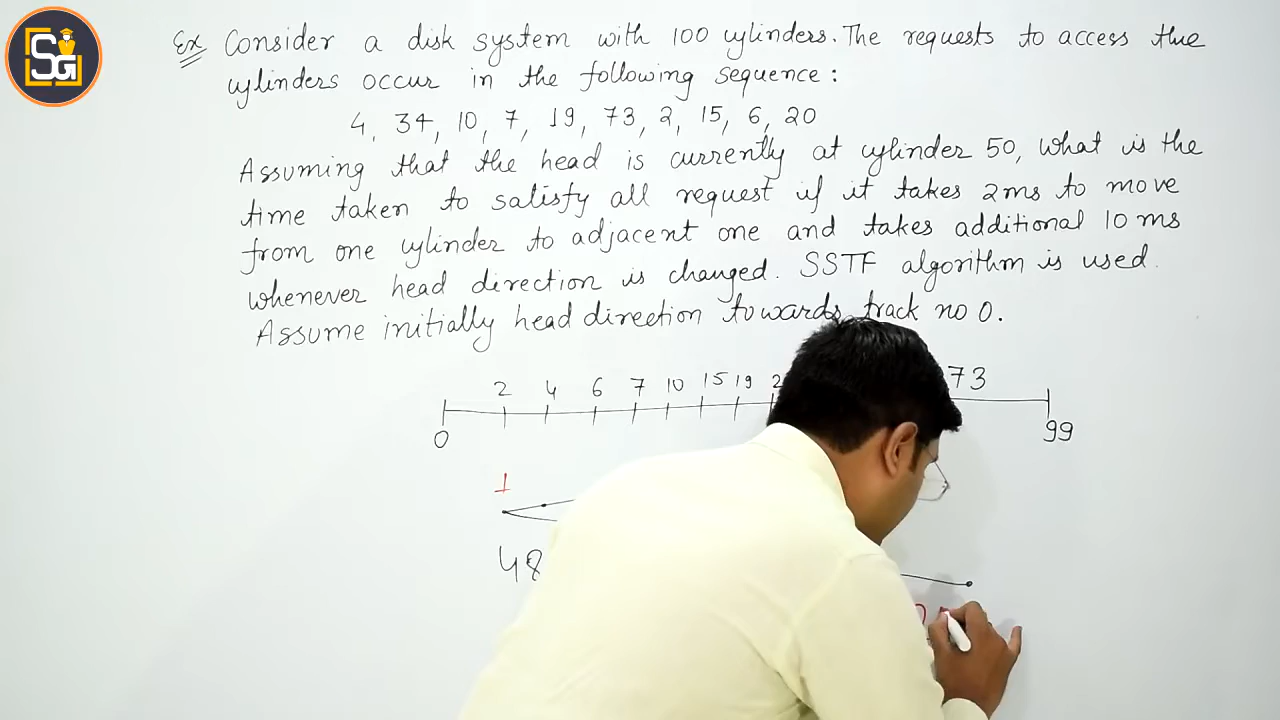 SG
Ex Consider a disk system with 100 cylinders. The requests to access the
cylinders occur in the following sequence :
4, 34, 10, 7, 19, 73, 2, 15, 6, 20
Assuming that the head is currently at cylinder 50, what is the
time taken to satisfy all request if it takes 2ms to move
from one cylinder to adjacent one and takes additional 10 ms
whenever head direction is changed. SSTF algorithm is used.
Assume initially head direction towards track no 0.
2 4 6 7 10 15 19 73
0 99
1
48